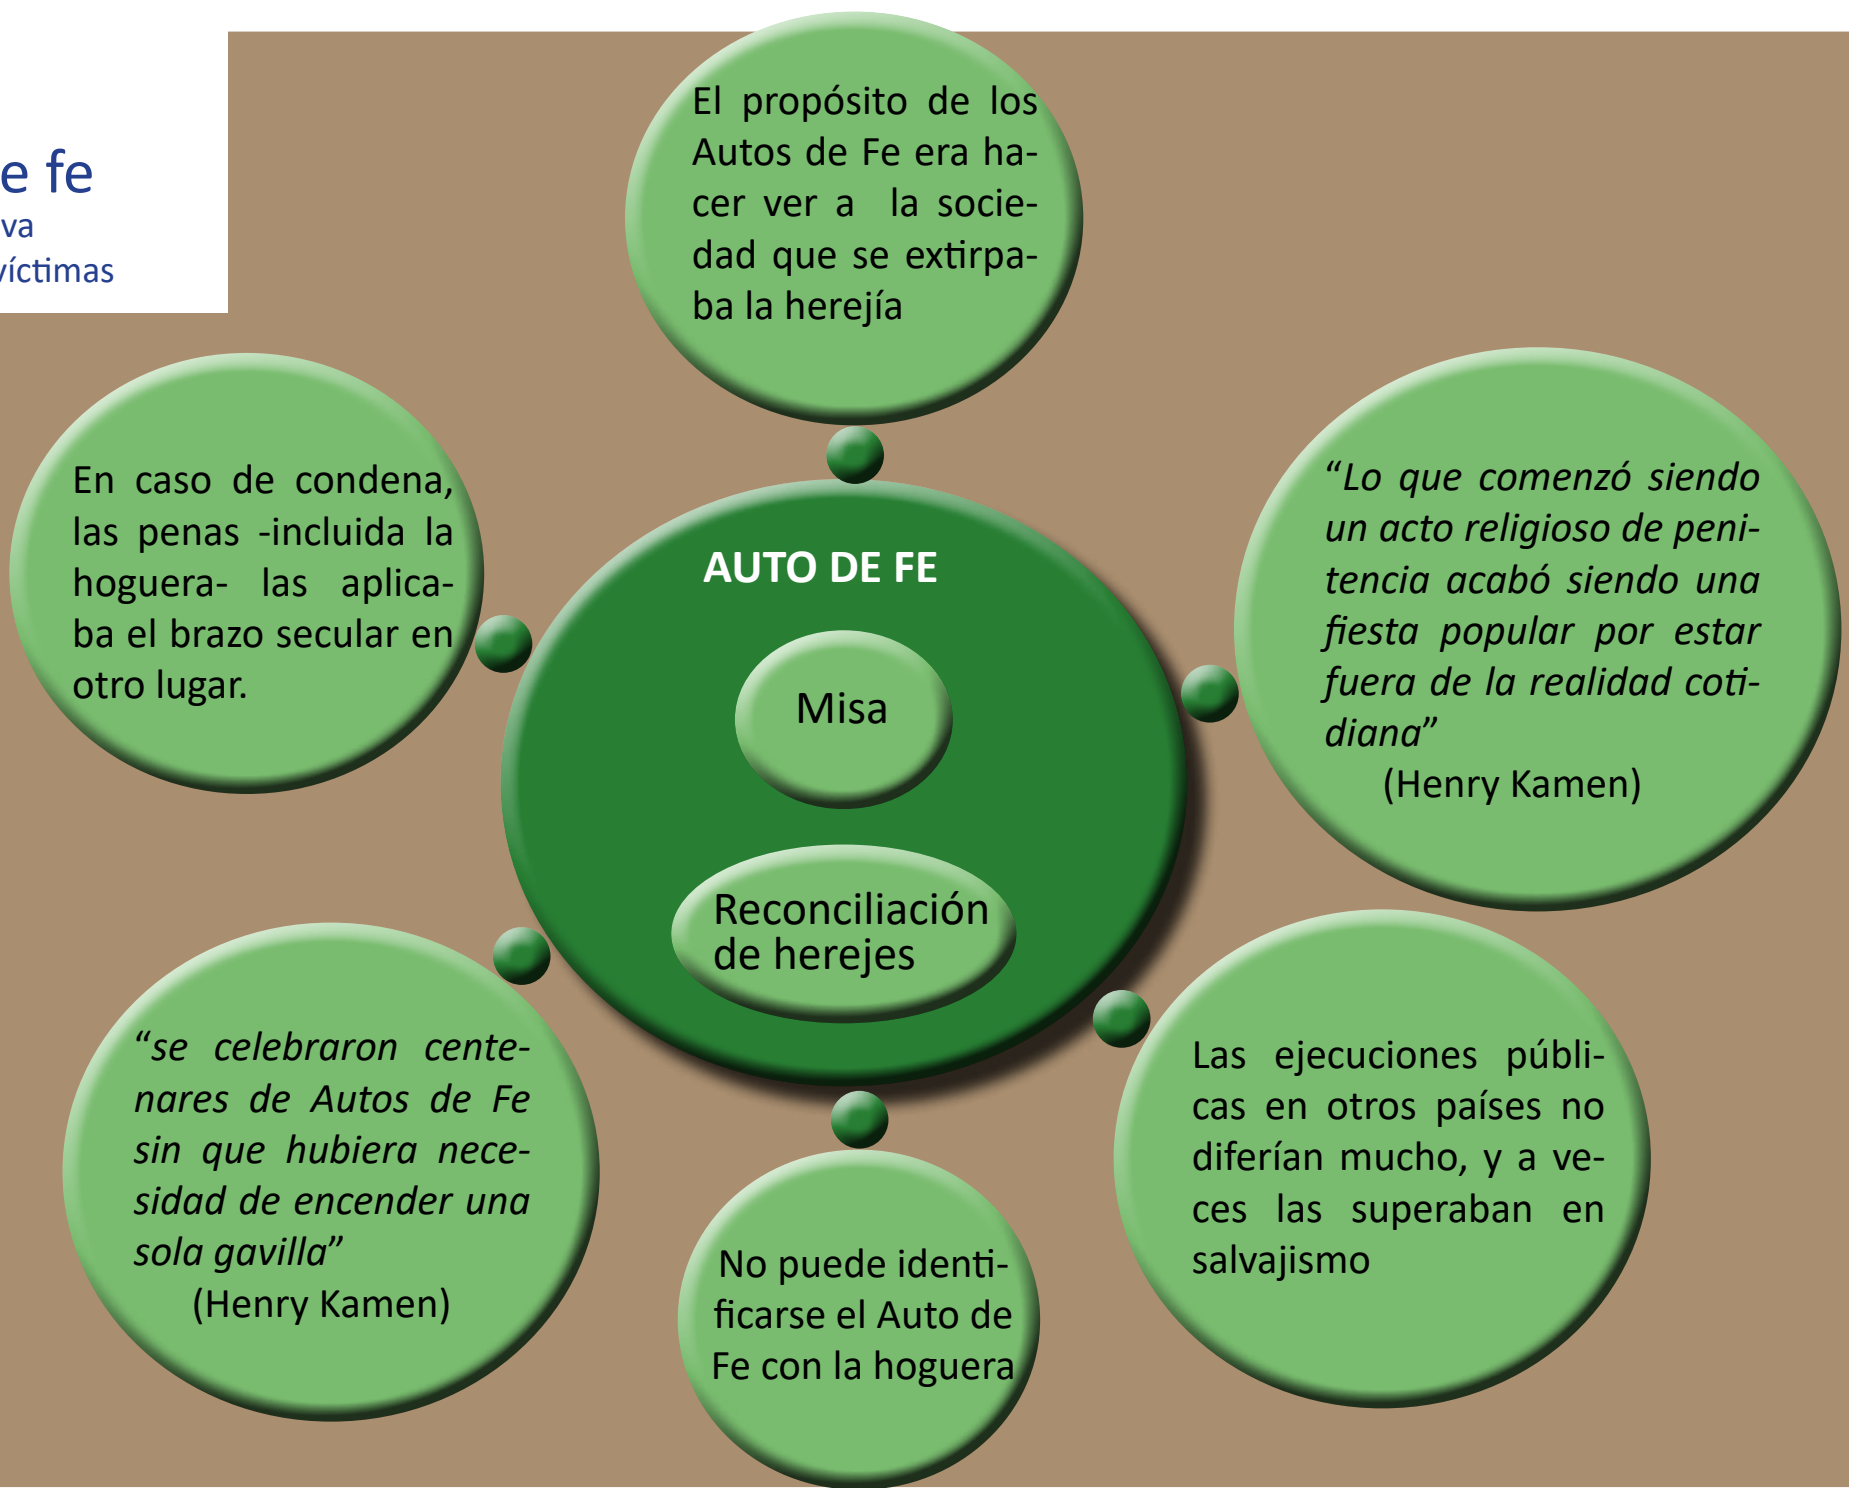 e fe
va
víctimas
El propósito de los
Autos de Fe era ha-
cer ver a la socie-
dad que se extirpa-
ba la herejía
En caso de condena,
las penas -incluida la
hoguera- las aplica-
ba el brazo secular en
otro lugar.
“Lo que comenzó siendo
un acto religioso de peni-
tencia acabó siendo una
fiesta popular por estar
fuera de la realidad coti-
diana”
(Henry Kamen)
AUTO DE FE
Misa
Reconciliación
de herejes
“se celebraron cente-
nares de Autos de Fe
sin que hubiera nece-
sidad de encender una
sola gavilla”
(Henry Kamen)
No puede identi-
ficarse el Auto de
Fe con la hoguera
Las ejecuciones públi-
cas en otros países no
diferían mucho, y a ve-
ces las superaban en
salvajismo